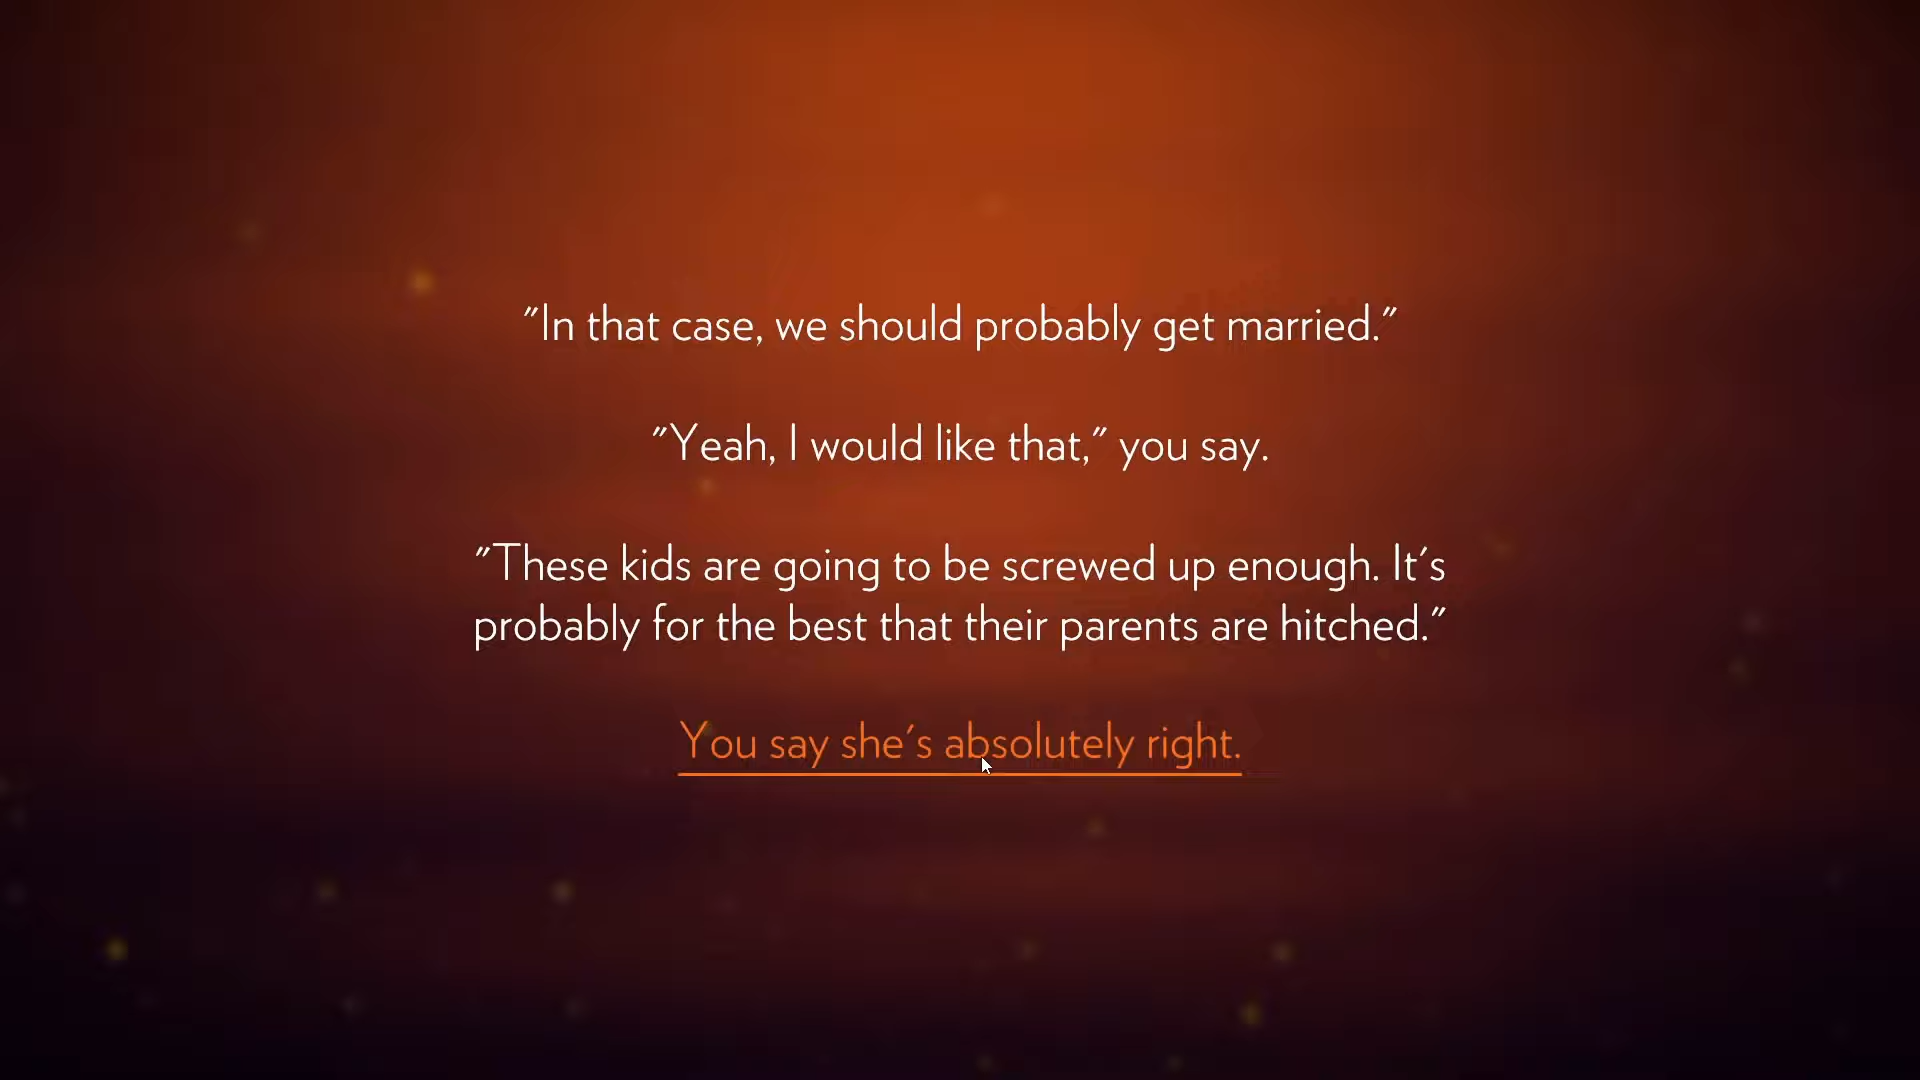 "In that case, we should probably get married."
"Yeah, I would like that," you say.
"These kids are going to be screwed up enough. It's
probably for the best that their parents are hitched."
You say she's absolutely right.